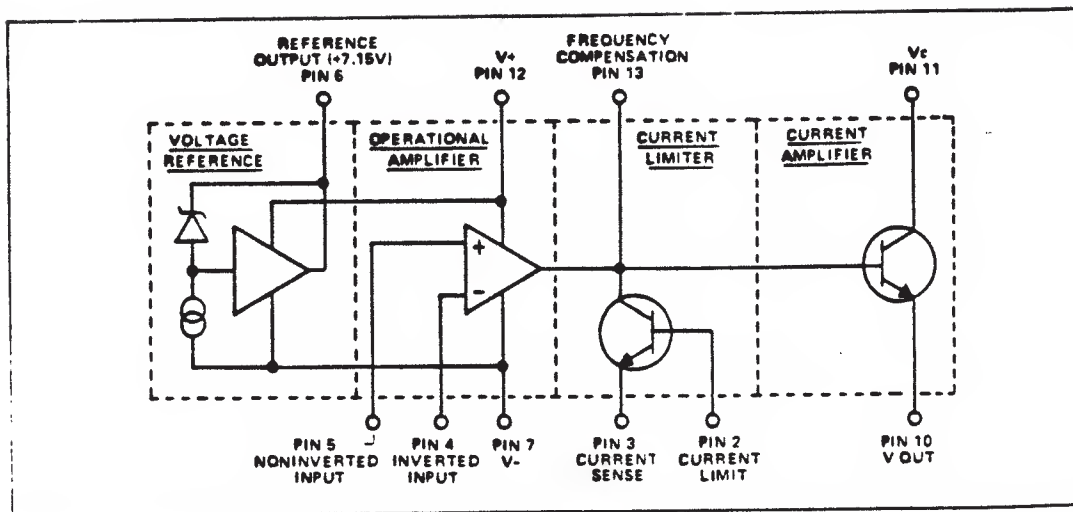 REFERENCE
OUTPUT (+7.15V)
PIN 6
V+
PIN 12
FREQUENCY
COMPENSATION
PIN 13
Vc
PIN 11
VOLTAGE
REFERENCE
OPERATIONAL
AMPLIFIER
CURRENT
LIMITER
CURRENT
AMPLIFIER
+
-
PIN 5
NONINVERTED
INPUT
PIN 4
INVERTED
INPUT
PIN 7
V-
PIN 3
CURRENT
SENSE
PIN 2
CURRENT
LIMIT
PIN 10
V OUT